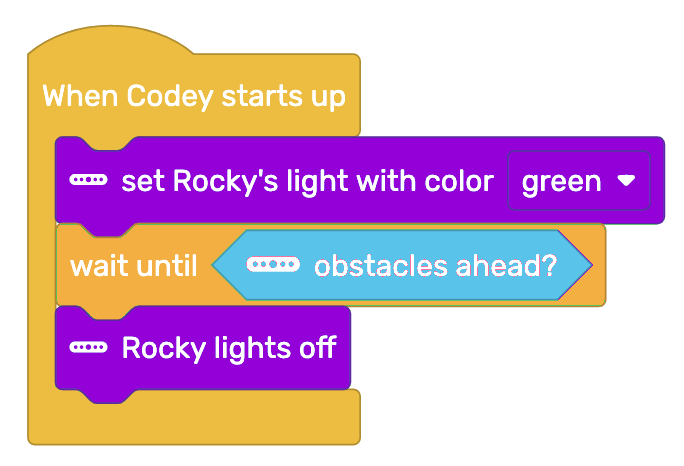 When Codey starts up
set Rocky's light with color green
wait until obstacles ahead?
Rocky lights off